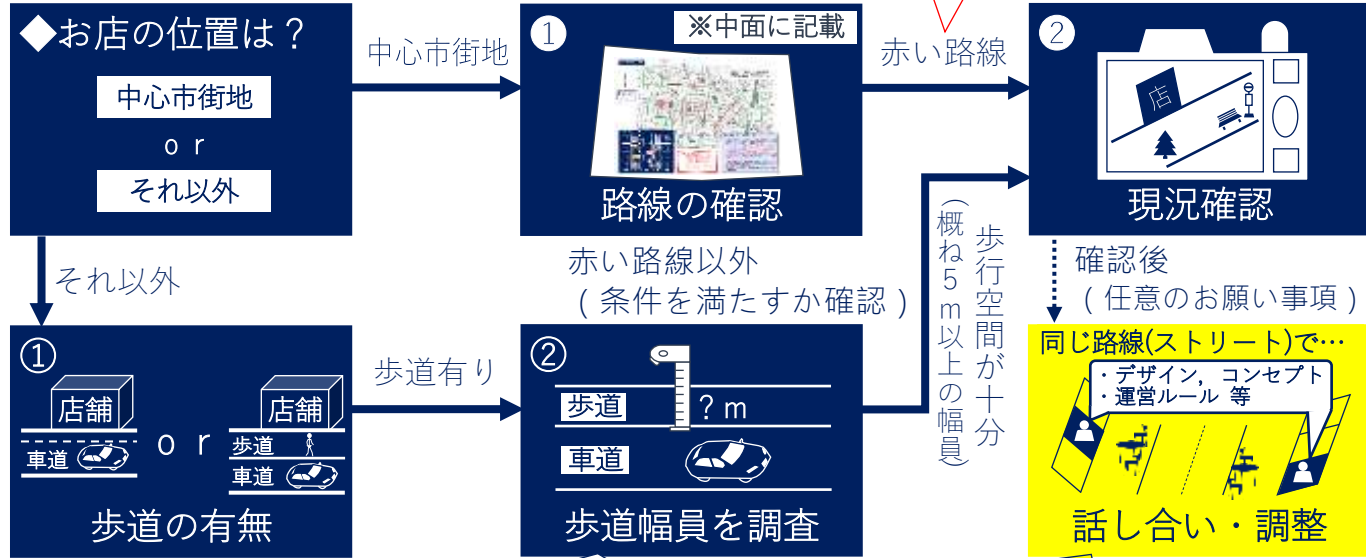 ◆お店の位置は？
中心市街地
or
それ以外
中心市街地
①
※中面に記載
路線の確認
赤い路線
②
店
現況確認
それ以外
赤い路線以外
(条件を満たすか確認)
歩行空間が十分
(概ね5m以上の幅員)
確認後
(任意のお願い事項)
①
店舗
車道
or
店舗
歩道
車道
歩道の有無
歩道有り
②
歩道
?m
車道
歩道幅員を調査
同じ路線(ストリート)で…
・デザイン，コンセプト
・運営ルール 等
話し合い・調整